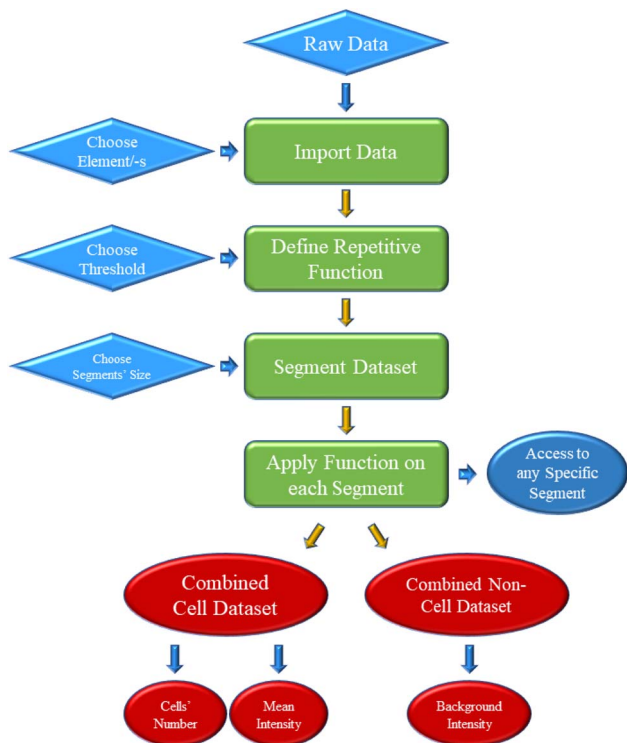 Raw Data
Choose
Element/-s
Import Data
Choose
Threshold
Define Repetitive
Function
Choose
Segments' Size
Segment Dataset
Apply Function on
each Segment
Access to
any Specific
Segment
Combined
Cell Dataset
Combined Non-
Cell Dataset
Cells'
Number
Mean
Intensity
Background
Intensity